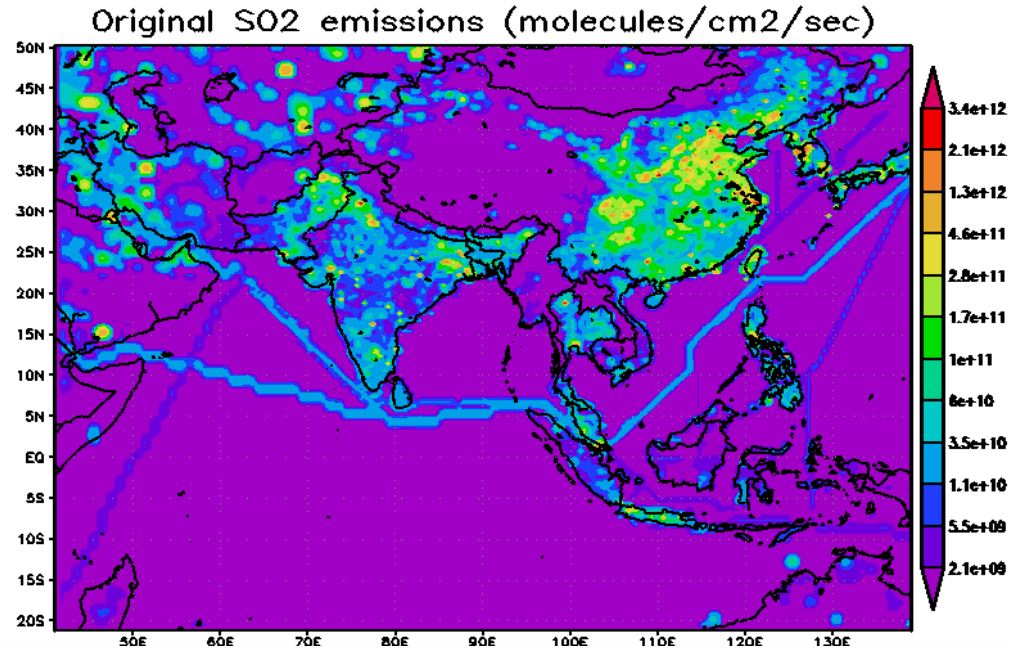 Original SO2 emissions (molecules/cm2/sec)
50N
45N
40N
35N
30N
25N
20N
15N
10N
5N
EQ
5S
10S
15S
20S
50E
60E
70E
80E
90E
100E
110E
120E
130E
3.4e+12
2.1e+12
1.3e+12
4.6e+11
2.8e+11
1.7e+11
1e+11
6e+10
3.5e+10
1.1e+10
5.5e+09
2.1e+09